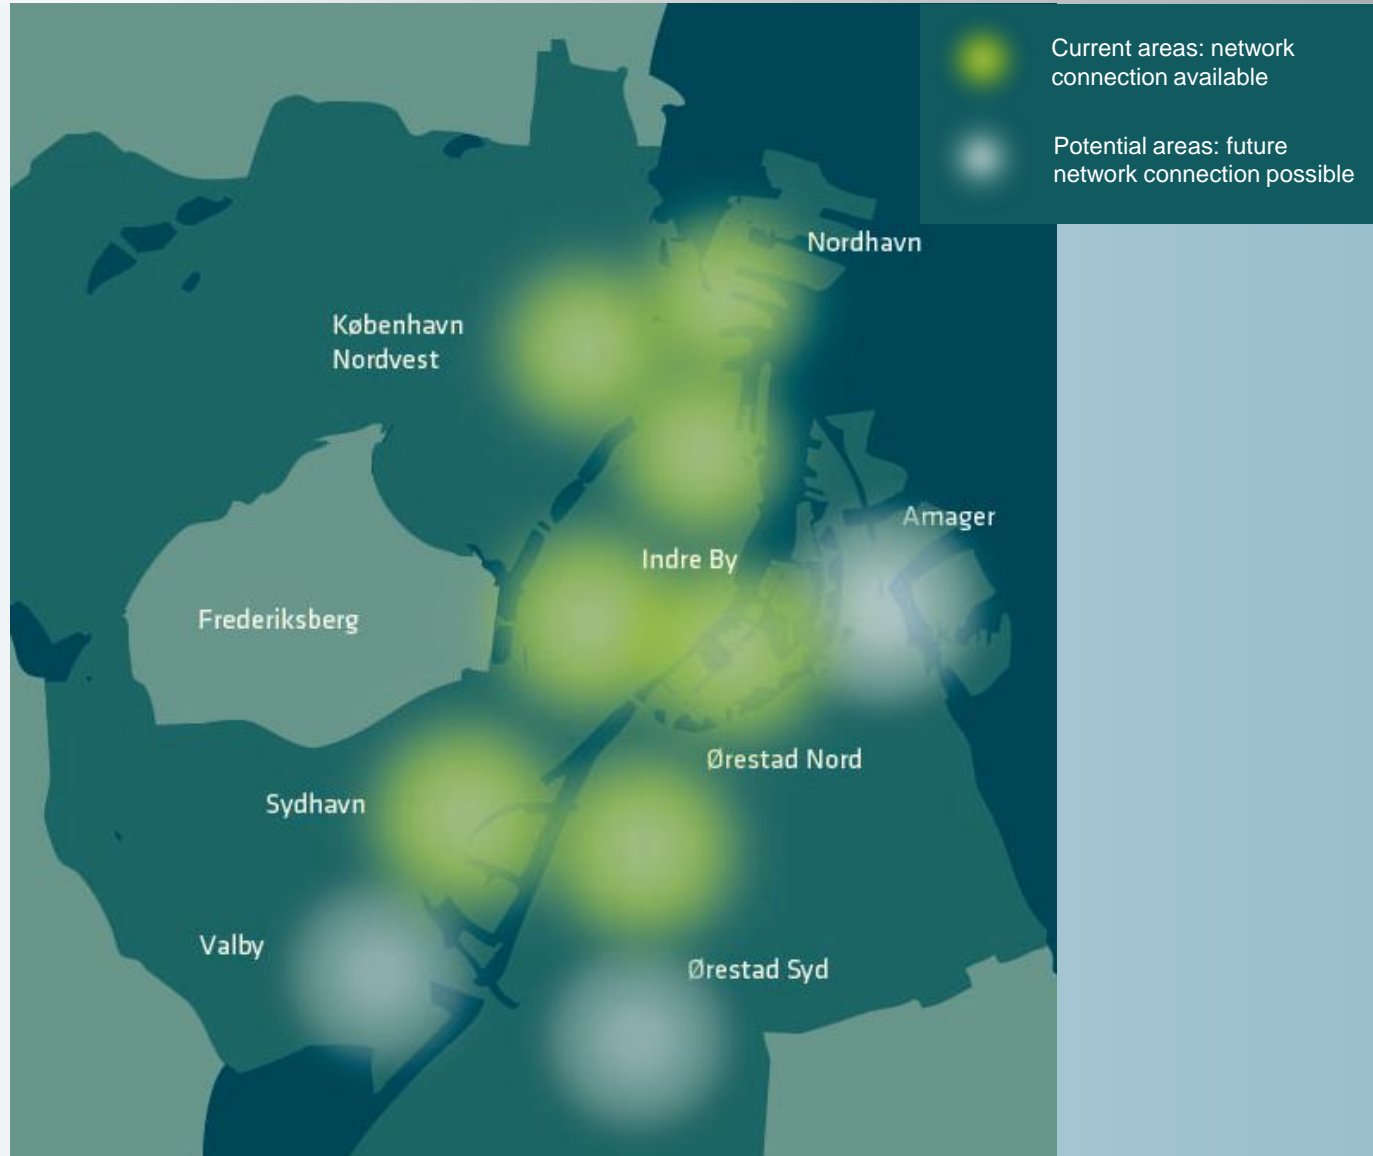 Current areas: network
connection available
Potential areas: future
network connection possible
Nordhavn
København
Nordvest
Amager
Indre By
Frederiksberg
Ørestad Nord
Sydhavn
Valby
Ørestad Syd